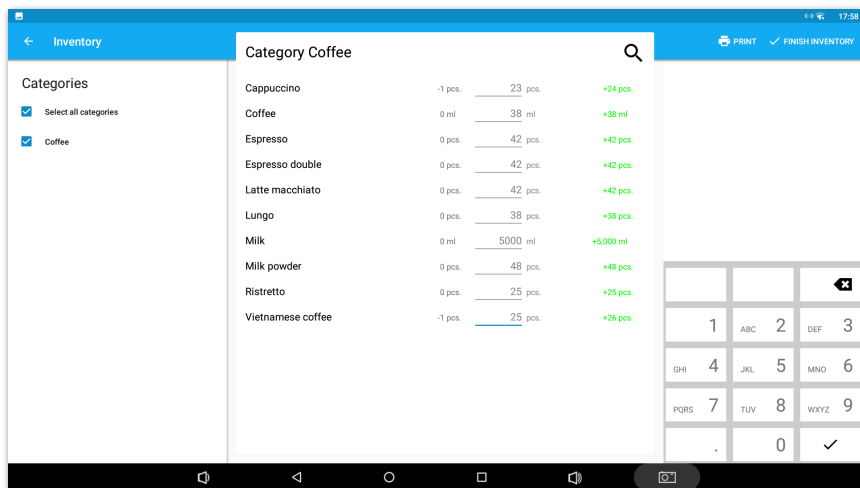 17:58
Inventory
PRINT
FINISH INVENTORY
Categories
Select all categories
Coffee
Category Coffee
Cappuccino -1 pcs. 23 pcs. +24 pcs.
Coffee 0 ml 38 ml +38 ml
Espresso 0 pcs. 42 pcs. +42 pcs.
Espresso double 0 pcs. 42 pcs. +42 pcs.
Latte macchiato 0 pcs. 42 pcs. +42 pcs.
Lungo 0 pcs. 38 pcs. +38 pcs.
Milk 0 ml 5000 ml +5,000 ml
Milk powder 0 pcs. 48 pcs. +48 pcs.
Ristretto 0 pcs. 25 pcs. +25 pcs.
Vietnamese coffee -1 pcs. 25 pcs. +26 pcs.
1 ABC 2 DEF 3
GHI 4 JKL 5 MNO 6
PQRS 7 TUV 8 WXYZ 9
. 0